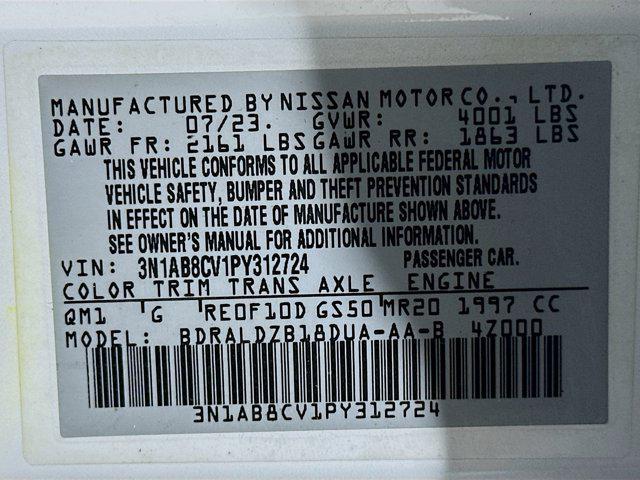 MANUFACTURED BY NISSAN MOTOR CO., LTD.
DATE: 07/23. GVWR: 4001 LBS
GAWR FR: 2161 LBS GAWR RR: 1863 LBS
THIS VEHICLE CONFORMS TO ALL APPLICABLE FEDERAL MOTOR
VEHICLE SAFETY, BUMPER AND THEFT PREVENTION STANDARDS
IN EFFECT ON THE DATE OF MANUFACTURE SHOWN ABOVE.
SEE OWNER'S MANUAL FOR ADDITIONAL INFORMATION.
VIN: 3N1AB8CV1PY312724 PASSENGER CAR.
COLOR TRIM TRANS AXLE ENGINE
QM1 G RE0F10D GS50 MR20 1997 CC
MODEL: BDRALDZB18DUA-AA-B 4Z000
3N1AB8CV1PY312724